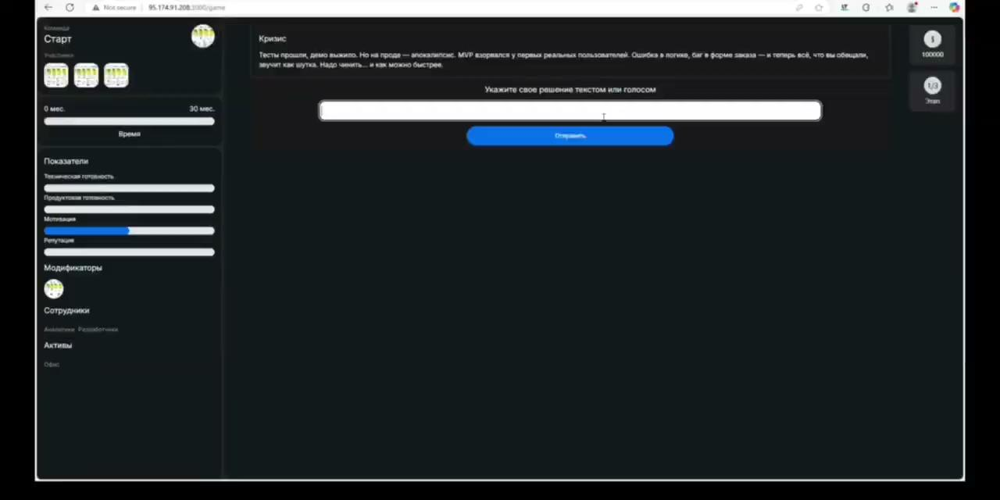 Not secure
95.174.91.208:3000/game
Команда
Старт
Участники
0 мес.
30 мес.
Время
Показатели
Техническая готовность
Продуктовая готовность
Мотивация
Репутация
Модификаторы
Сотрудники
Аналитики Разработчики
Активы
Офис
Кризис
Тесты прошли, демо выжило. Но на проде — апокалипсис. MVP взорвался у первых реальных пользователей. Ошибка в логике, баг в форме заказа — и теперь всё, что вы обещали,
звучит как шутка. Надо чинить... и как можно быстрее.
Укажите свое решение текстом или голосом
Отправить
$
100000
1/3
Этап